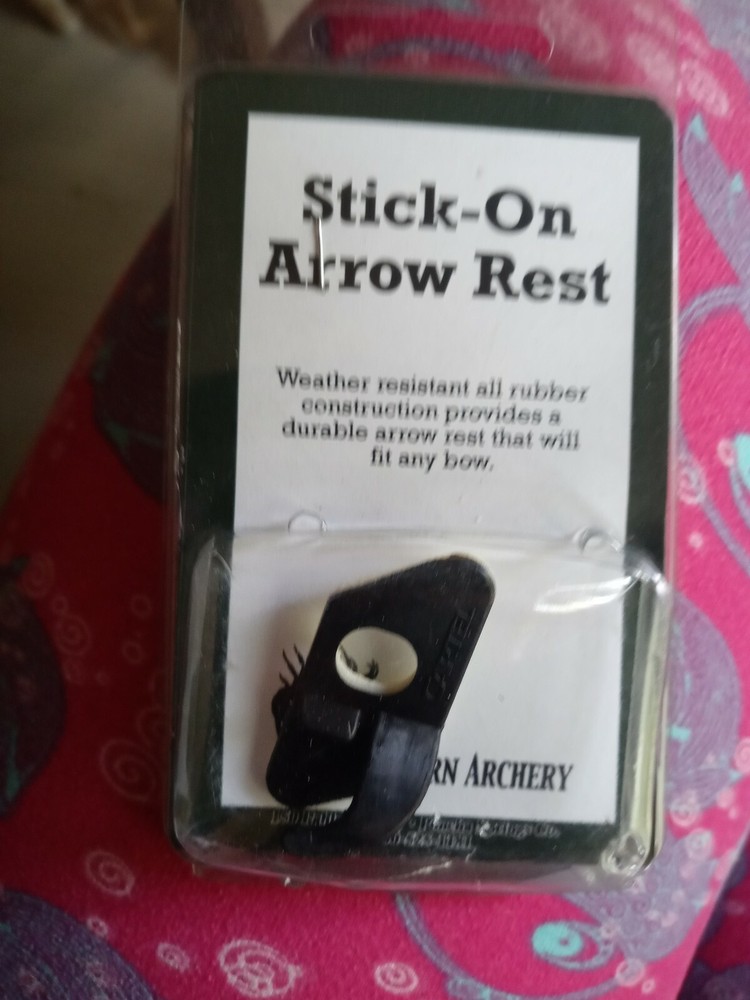 Stick-On
Arrow Rest
Weather resistant all rubber
construction provides a
durable arrow rest that will
fit any bow.
CARTEL
ARCHERY